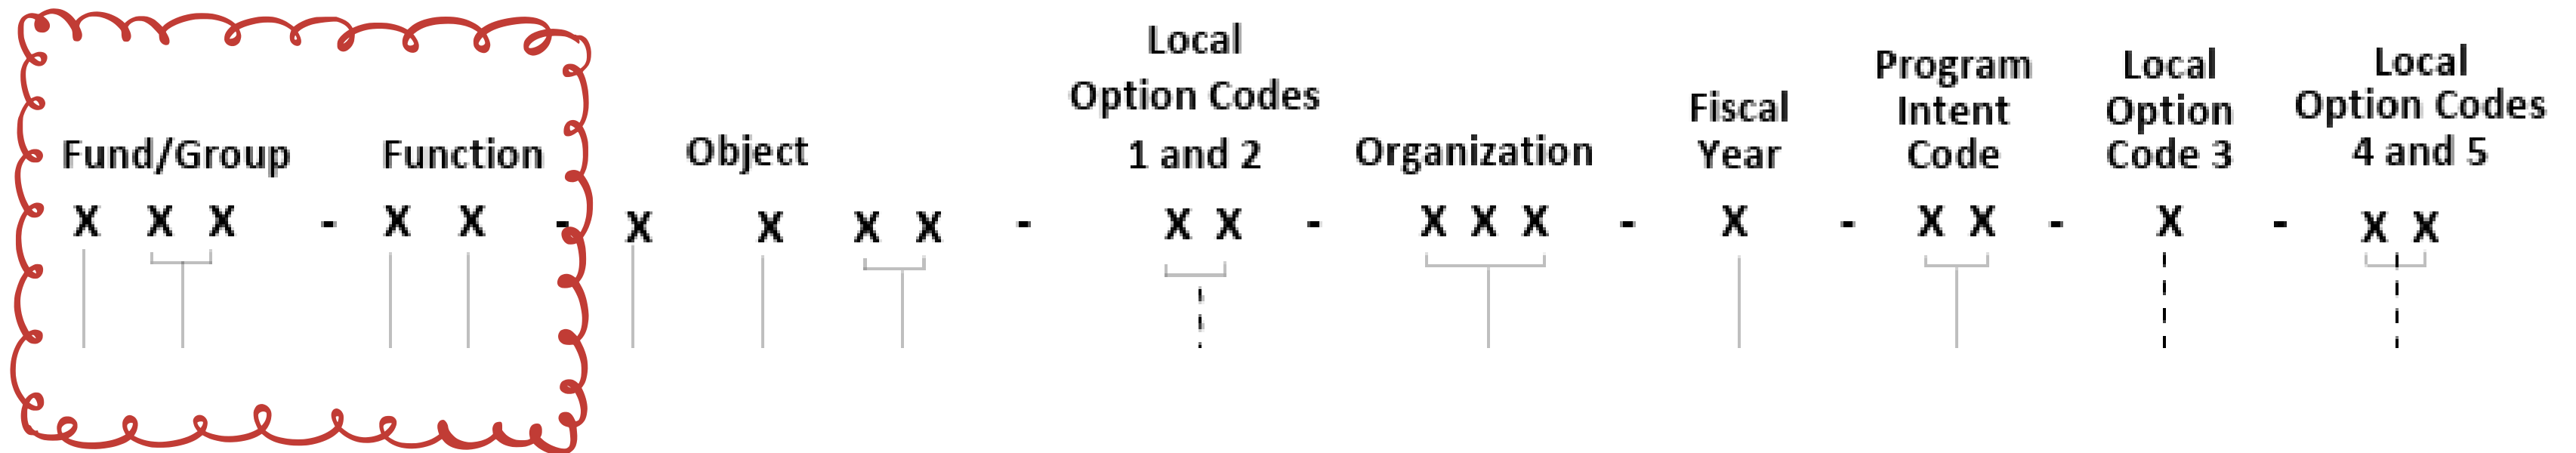 Fund/Group
Function
Object
Local
Option Codes
1 and 2
Organization
Fiscal
Year
Program
Intent
Code
Local
Option
Code 3
Local
Option Codes
4 and 5
X X X - X X - X X X X - X X - X X X - X - X X - X - X X